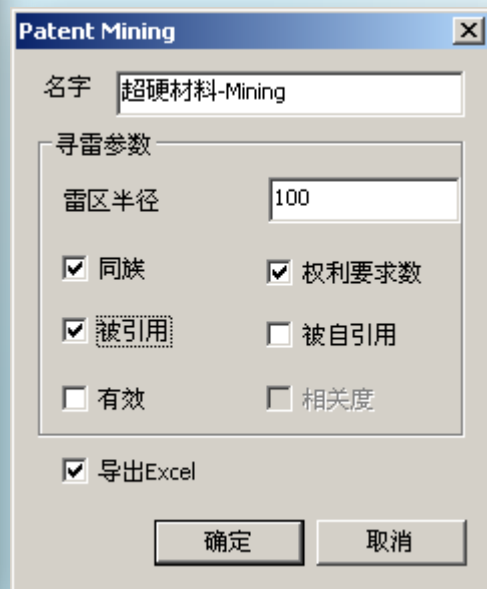 Patent Mining
名字 超硬材料-Mining
寻雷参数
雷区半径 100
同族 权利要求数
被引用 被自引用
有效 相关度
导出Excel
确定 取消